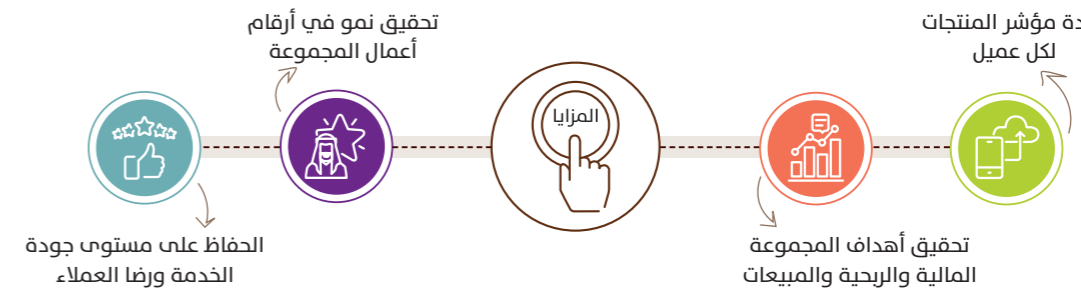 مؤشر المنتجات
لكل عميل
تحقيق أهداف المجموعة
المالية والربحية والمبيعات
المزايا
تحقيق نمو في أرقام
أعمال المجموعة
الحفاظ على مستوى جودة
الخدمة ورضا العملاء